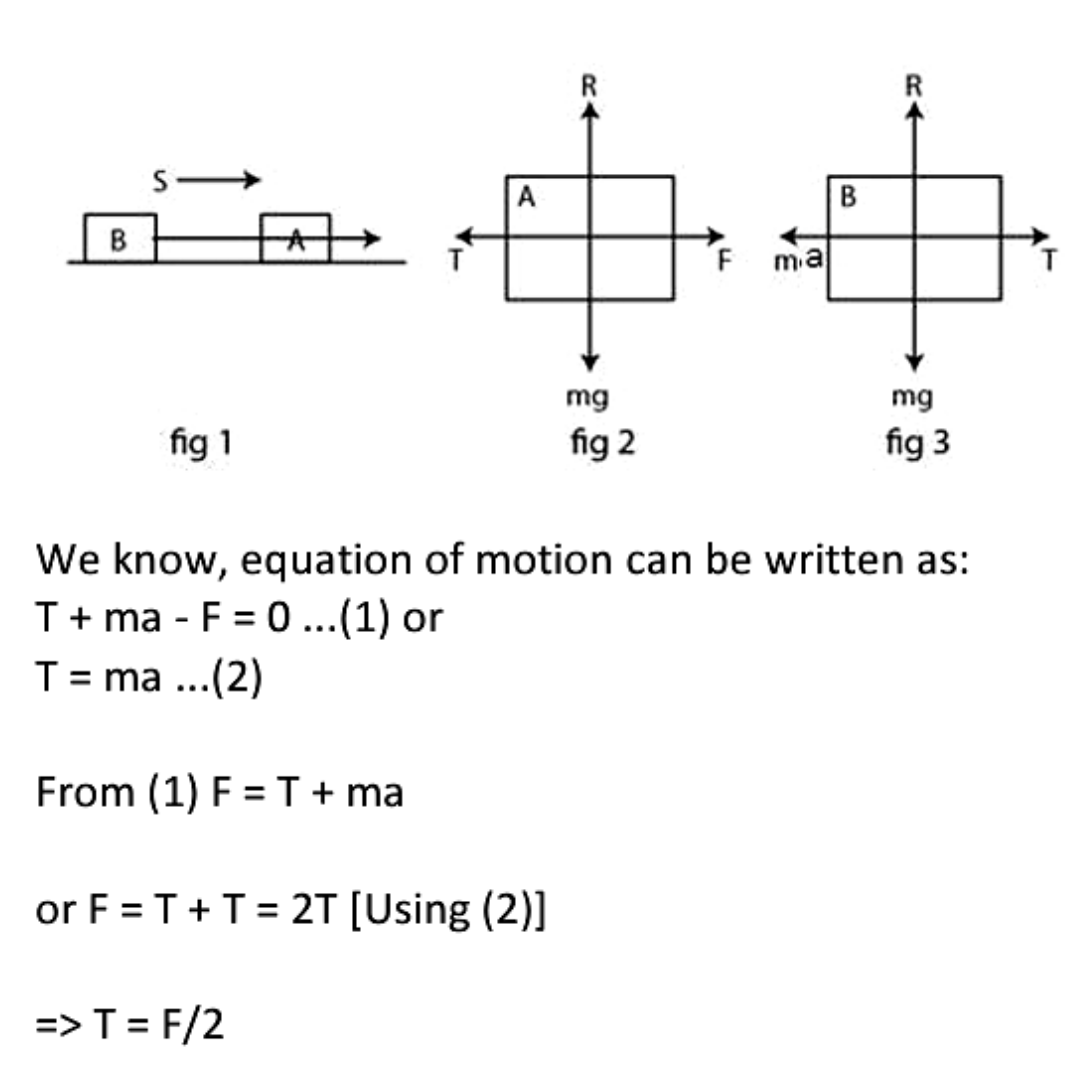 S
B
A
fig 1
R
A
T
F
mg
fig 2
R
B
ma
T
mg
fig 3
We know, equation of motion can be written as:
T + ma - F = 0 ...(1) or
T = ma ...(2)
From (1) F = T + ma
or F = T + T = 2T [Using (2)]
=> T = F/2